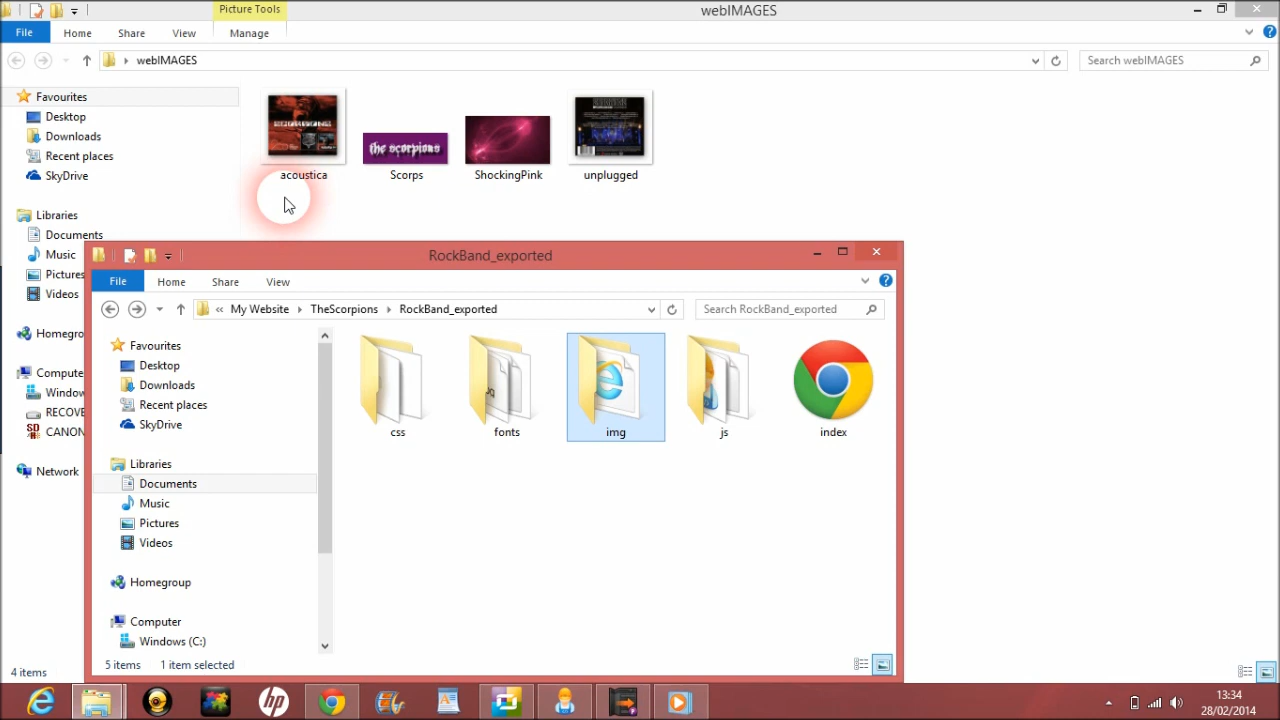 Picture Tools
webIMAGES
File
Home
Share
View
Manage
webIMAGES
Search webIMAGES
Favourites
Desktop
Downloads
Recent places
SkyDrive
Libraries
Documents
Music
Pictures
Videos
Homegro
Compute
Window
RECOVE
CANON
Network
4 items
the scorpions
acoustica
Scorps
ShockingPink
unplugged
RockBand_exported
File
Home
Share
View
« My Website TheScorpions RockBand_exported
Search RockBand_exported
Favourites
Desktop
Downloads
Recent places
SkyDrive
Libraries
Documents
Music
Pictures
Videos
Homegroup
Computer
Windows (C:)
css
fonts
img
js
index
5 items 1 item selected
13:34
28/02/2014